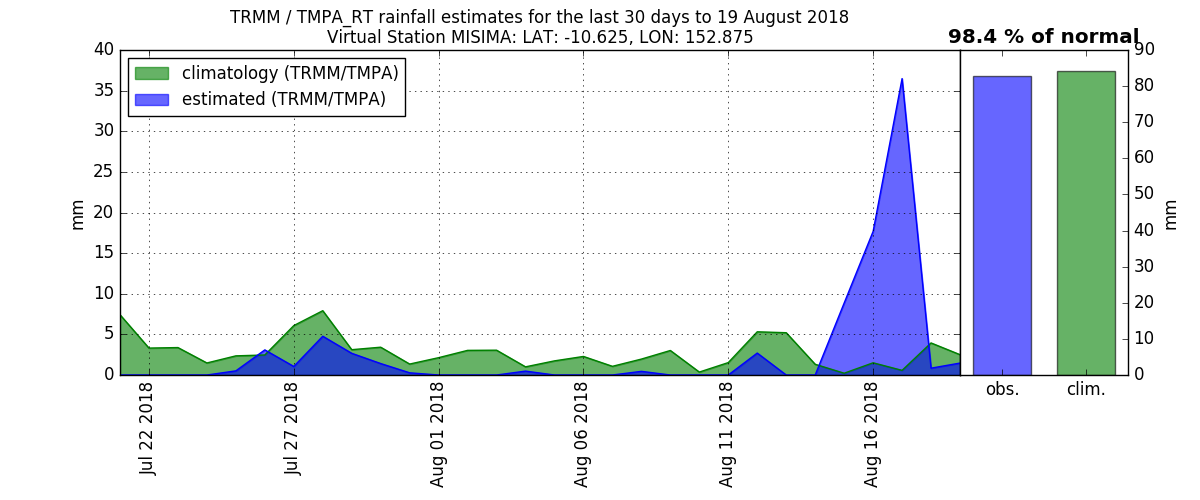 TRMM / TMPA_RT rainfall estimates for the last 30 days to 19 August 2018
Virtual Station MISIMA: LAT: -10.625, LON: 152.875
98.4 % of normal
climatology (TRMM/TMPA)
estimated (TRMM/TMPA)
mm
40
35
30
25
20
15
10
5
0
Jul 22 2018
Jul 27 2018
Aug 01 2018
Aug 06 2018
Aug 11 2018
Aug 16 2018
90
80
70
60
50
40
30
20
10
0
mm
obs.
clim.